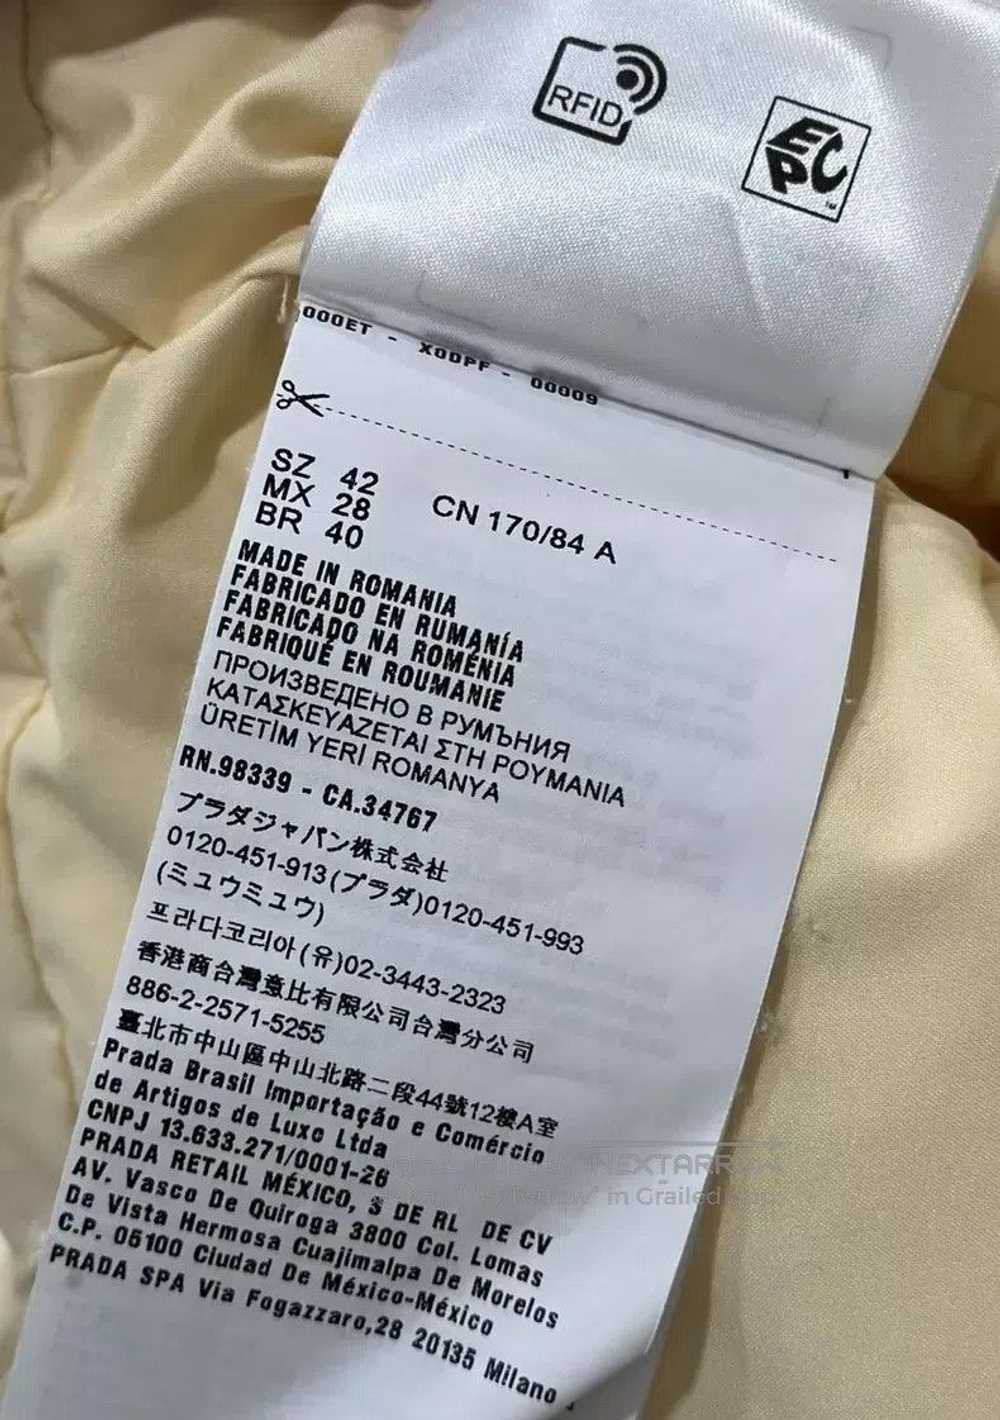 RFID
EPC
TM
000ET - X00PF - 00009
SZ 42
MX 28
BR 40
CN 170/84 A
MADE IN ROMANIA
FABRICADO EN RUMANÍA
FABRICADO NA ROMÉNIA
FABRIQUÉ EN ROUMANIE
ПРОИЗВЕДЕНО В РУМЪНИЯ
ΚΑΤΑΣΚΕΥΑΖΕΤΑΙ ΣΤΗ ΡΟΥΜΑΝΙΑ
ÜRETİM YERİ ROMANYA
RN.98339 - CA.34767
プラダジャパン株式会社
0120-451-913(プラダ)0120-451-993
(ミュウミュウ)
프라다코리아(유)02-3443-2323
香港商台灣意比有限公司台灣分公司
886-2-2571-5255
臺北市中山區中山北路二段44號12樓A室
Prada Brasil Importação e Comércio
de Artigos de Luxo Ltda
CNPJ 13.633.271/0001-26
PRADA RETAIL MÉXICO, S DE RL DE CV
AV. Vasco De Quiroga 3800 Col. Lomas
De Vista Hermosa Cuajimalpa De Morelos
C.P. 05100 Ciudad De México-México
PRADA SPA Via Fogazzaro,28 20135 Milano
in Grailed